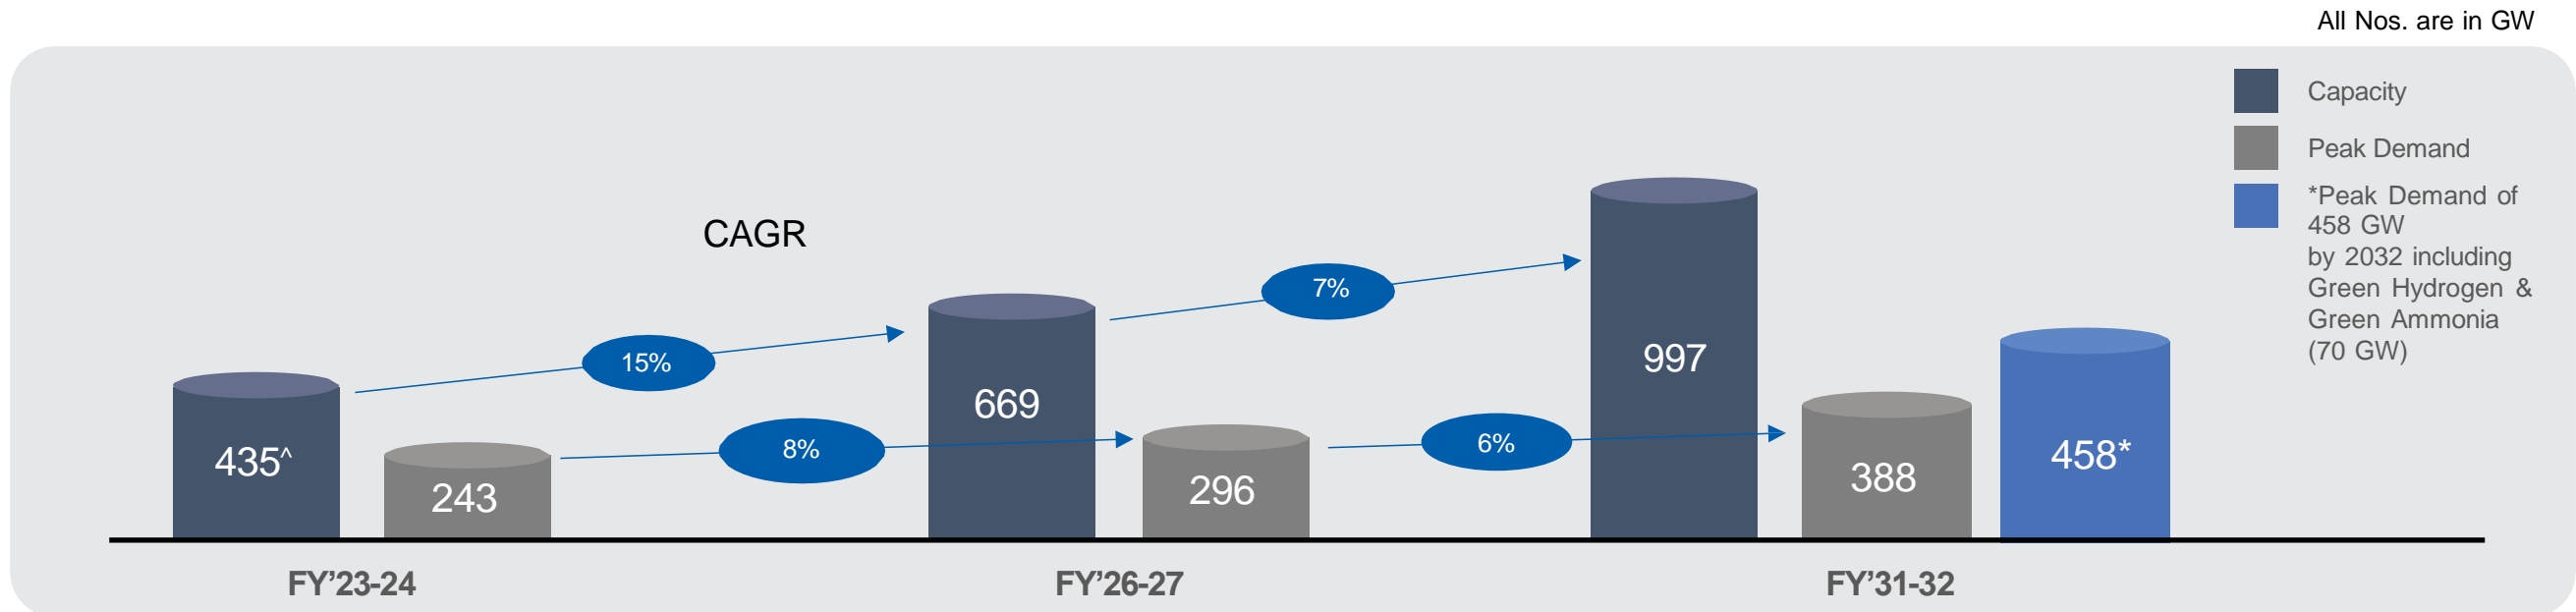 All Nos. are in GW
Capacity
Peak Demand
*Peak Demand of
458 GW
by 2032 including
Green Hydrogen &
Green Ammonia
(70 GW)
CAGR
7%
15%
8%
6%
435^
243
669
296
997
388
458*
FY’23-24
FY’26-27
FY’31-32